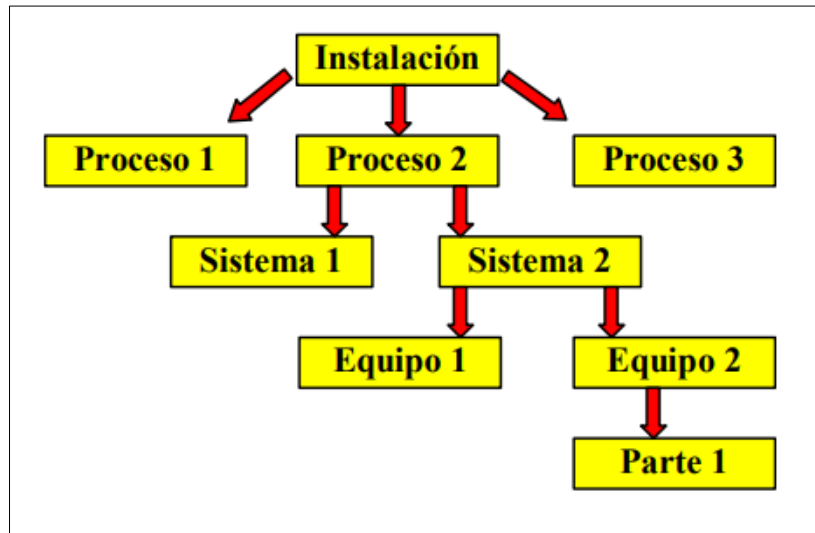 Instalación
Proceso 1
Proceso 2
Proceso 3
Sistema 1
Sistema 2
Equipo 1
Equipo 2
Parte 1